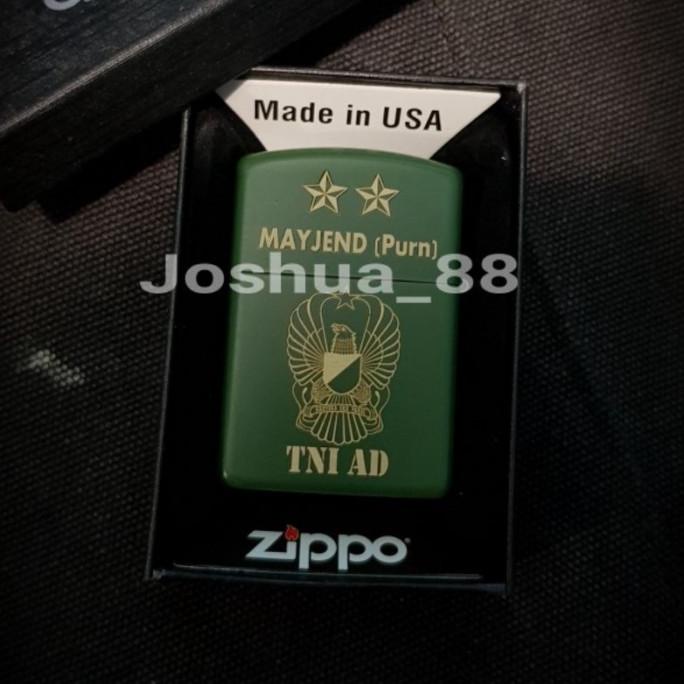 Made in USA
MAYJEND (Purn)
Joshua_88
TNI AD
zippo